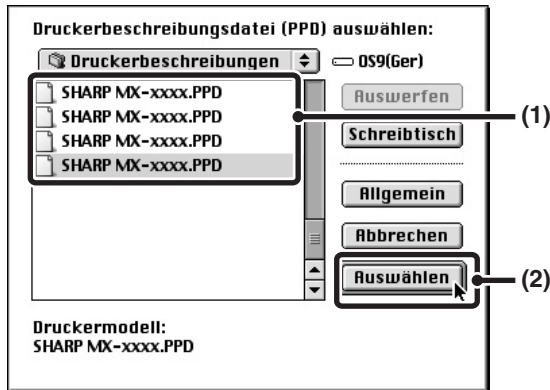 Druckerbeschreibungsdatei (PPD) auswählen:
Druckerbeschreibungen
OS9(Ger)
SHARP MX-xxxx.PPD
SHARP MX-xxxx.PPD
SHARP MX-xxxx.PPD
SHARP MX-xxxx.PPD
Auswerfen
Schreibtisch
Allgemein
Abbrechen
Auswählen
(1)
(2)
Druckermodell:
SHARP MX-xxxx.PPD